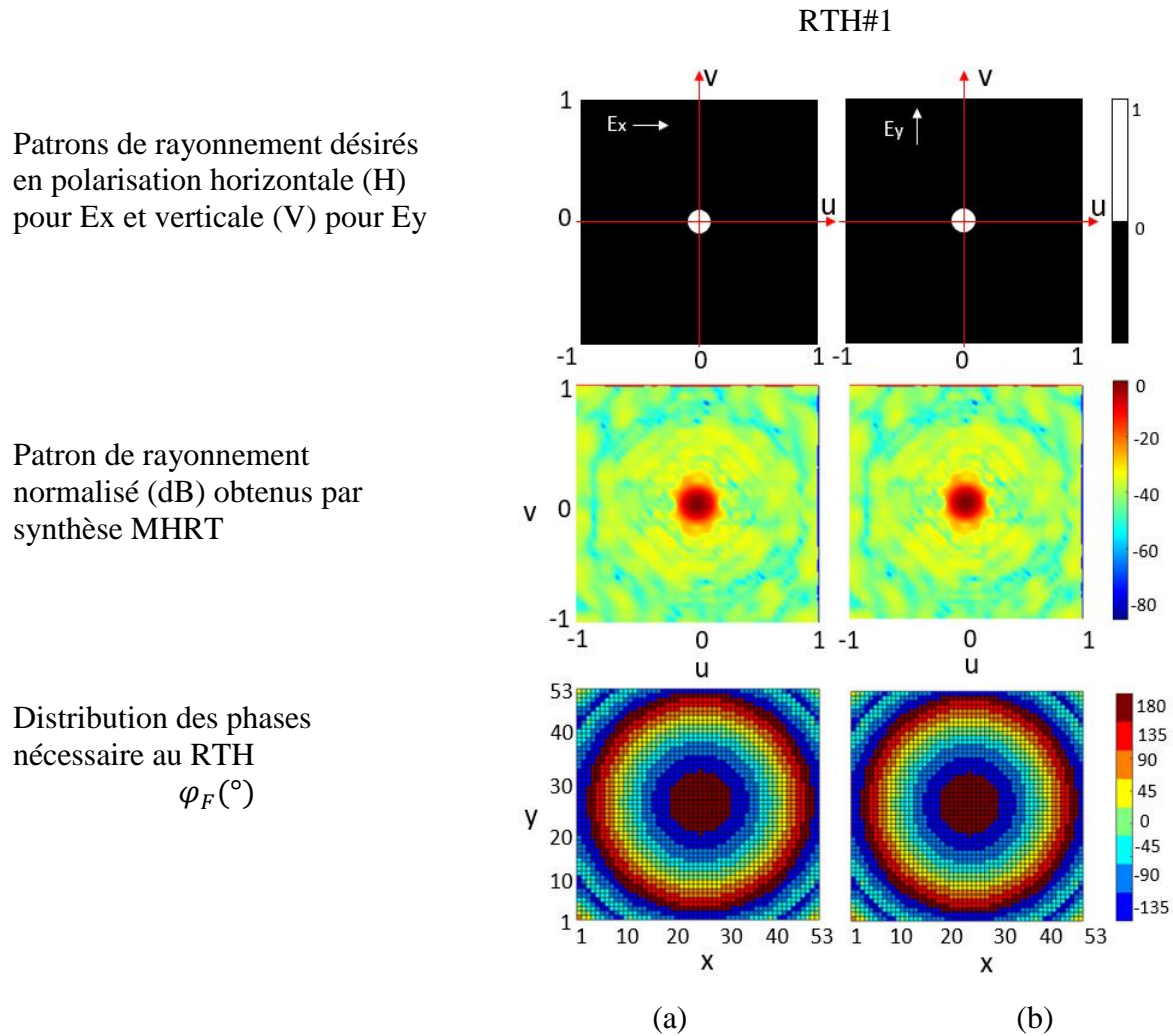 RTH#1
Patrons de rayonnement désirés
en polarisation horizontale (H)
pour Ex et verticale (V) pour Ey
v
v
1
1
Ex
Ey
0
u
u
0
-1
0
1
-1
0
1
Patron de rayonnement
normalisé (dB) obtenus par
synthèse MHRT
1
0
-20
v
0
-40
-60
-1
-80
-1
0
1
-1
0
1
u
u
Distribution des phases
nécessaire au RTH
φF(°)
53
40
30
y
20
10
1
180
135
90
45
0
-45
-90
-135
1 10 20 30 40 53
1 10 20 30 40 53
x
x
(a)
(b)